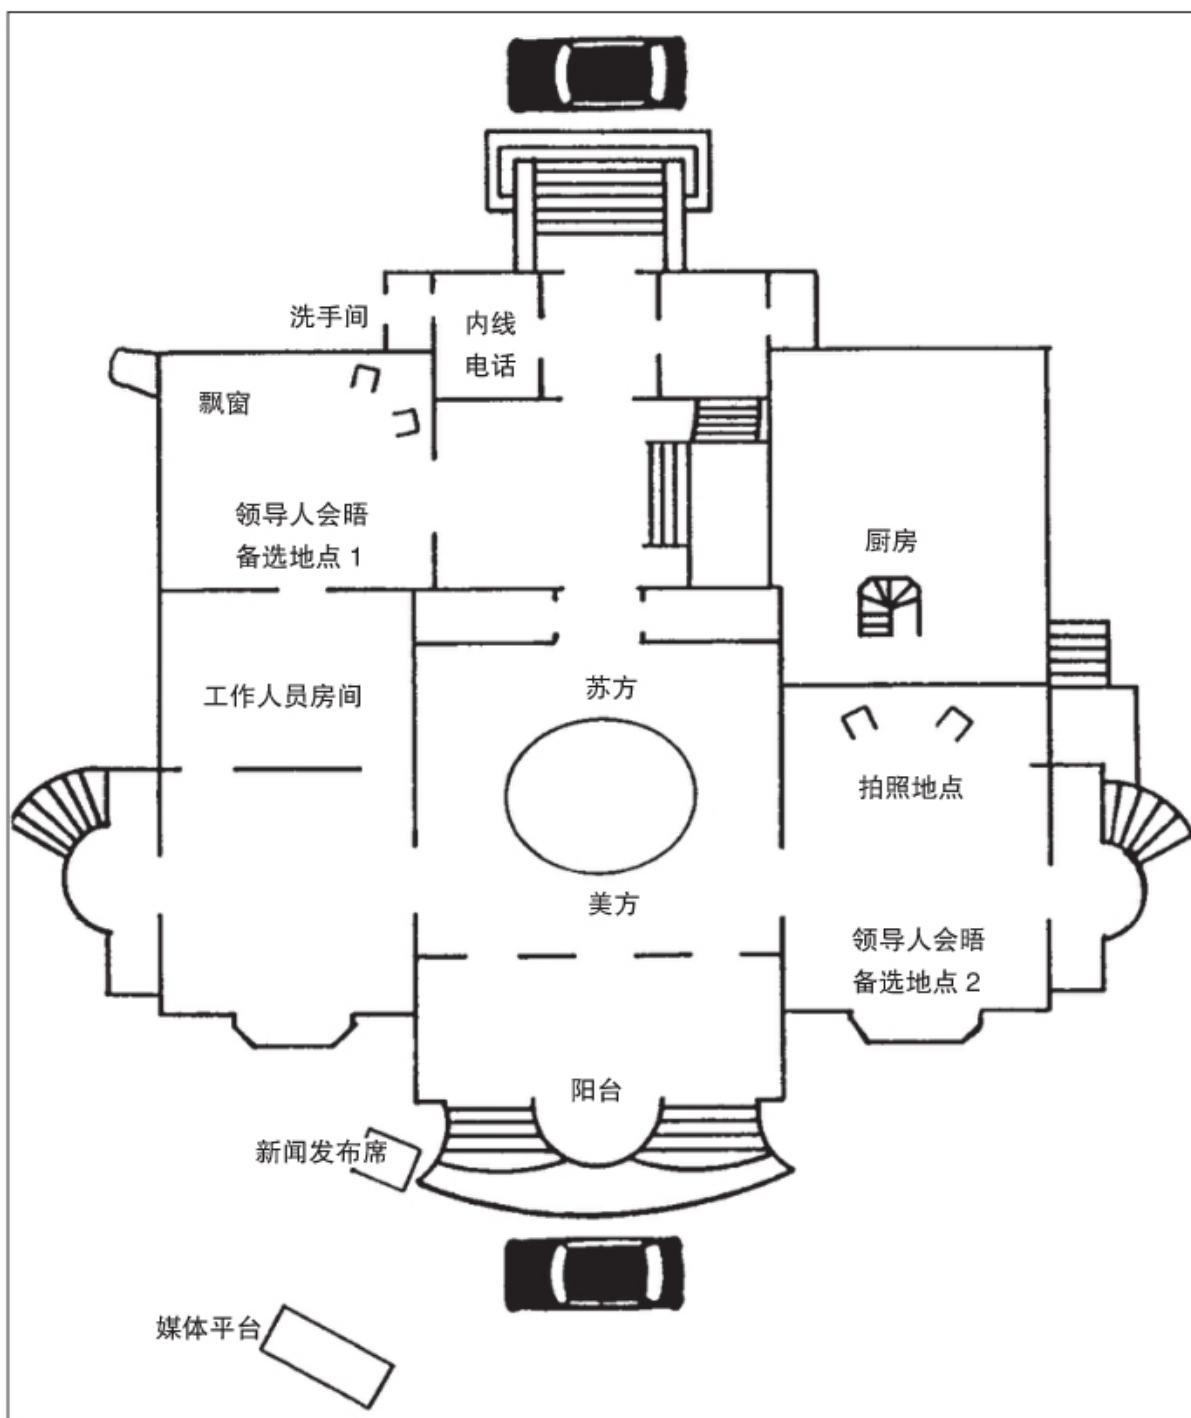 洗手间
内线
电话
飘窗
领导人会晤
备选地点 1
厨房
工作人员房间
苏方
拍照地点
美方
领导人会晤
备选地点 2
阳台
新闻发布席
媒体平台